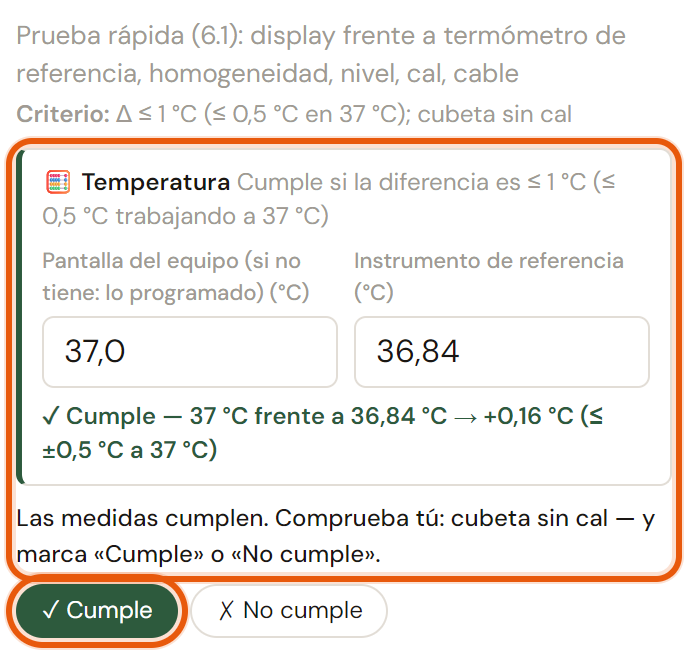 Prueba rápida (6.1): display frente a termómetro de
referencia, homogeneidad, nivel, cal, cable
Criterio: Δ ≤ 1 °C (≤ 0,5 °C en 37 °C); cubeta sin cal
Temperatura Cumple si la diferencia es ≤ 1 °C (≤
0,5 °C trabajando a 37 °C)
Pantalla del equipo (si no
tiene: lo programado) (°C)
Instrumento de referencia
(°C)
37,0
36,84
✓ Cumple — 37 °C frente a 36,84 °C → +0,16 °C (≤
±0,5 °C a 37 °C)
Las medidas cumplen. Comprueba tú: cubeta sin cal — y
marca «Cumple» o «No cumple».
✓ Cumple
✗ No cumple